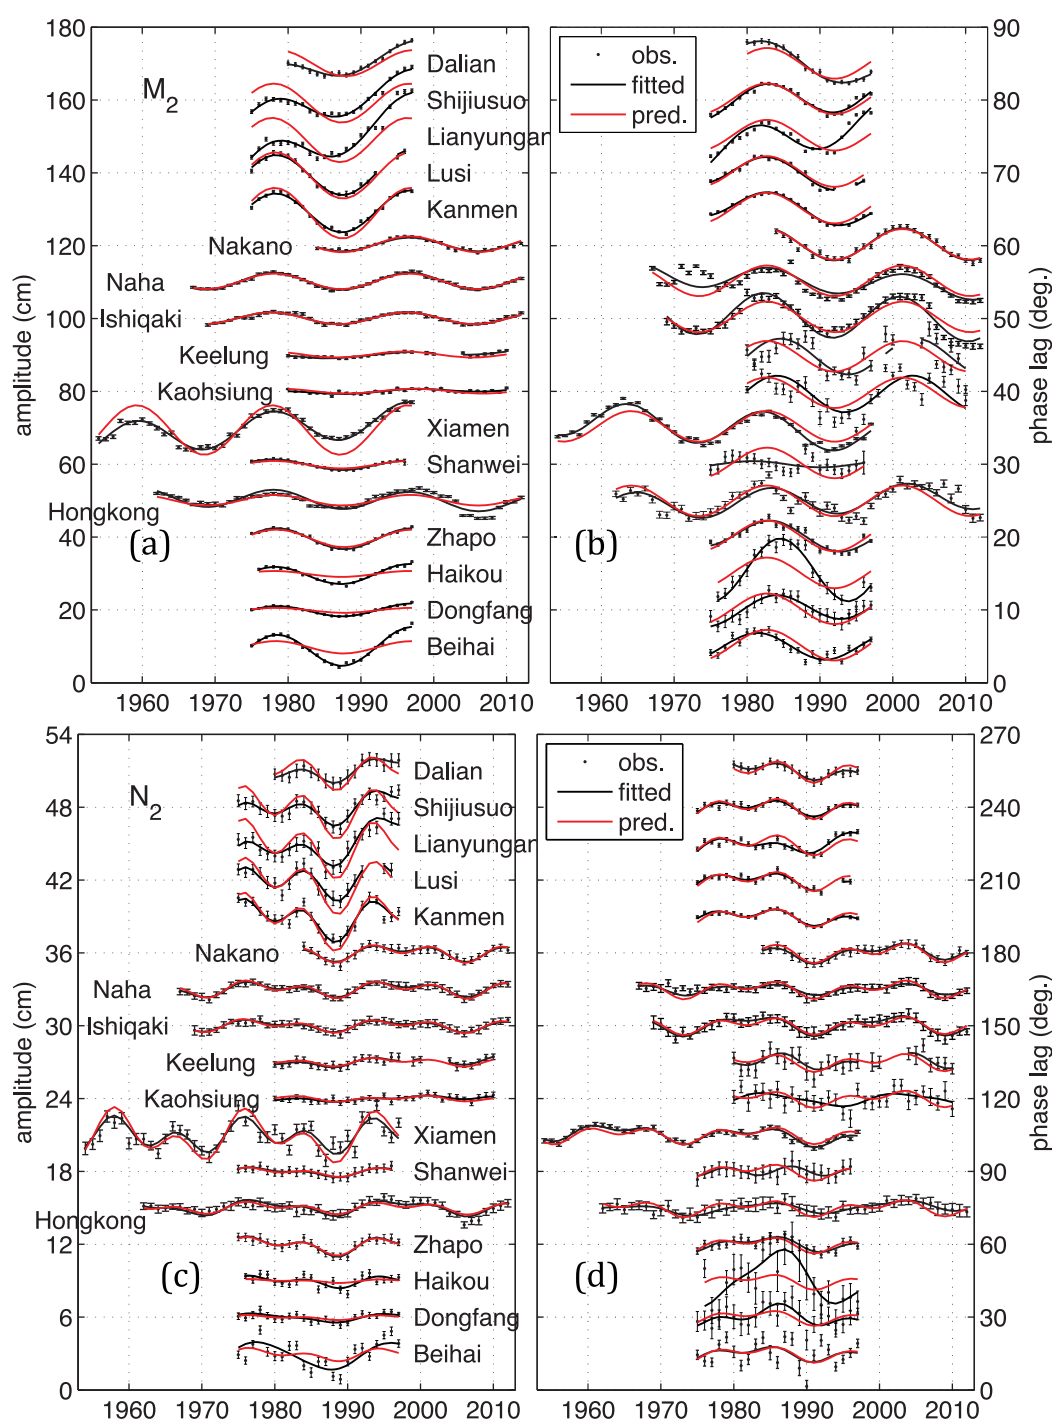 180
160
140
120
100
80
60
40
20
0
amplitude (cm)
M2
Dalian
Shijiusuo
Lianyungan
Lusi
Kanmen
Nakano
Naha
Ishiqaki
Keelung
Kaohsiung
Xiamen
Shanwei
Hongkong
Zhapo
Haikou
Dongfang
Beihai
(a)
1960 1970 1980 1990 2000 2010
obs.
fitted
pred.
(b)
90
80
70
60
50
40
30
20
10
0
phase lag (deg.)
1960 1970 1980 1990 2000 2010
54
48
42
36
30
24
18
12
6
0
amplitude (cm)
N2
Dalian
Shijiusuo
Lianyungan
Lusi
Kanmen
Nakano
Naha
Ishiqaki
Keelung
Kaohsiung
Xiamen
Shanwei
Hongkong
Zhapo
Haikou
Dongfang
Beihai
(c)
1960 1970 1980 1990 2000 2010
obs.
fitted
pred.
(d)
270
240
210
180
150
120
90
60
30
0
phase lag (deg.)
1960 1970 1980 1990 2000 2010